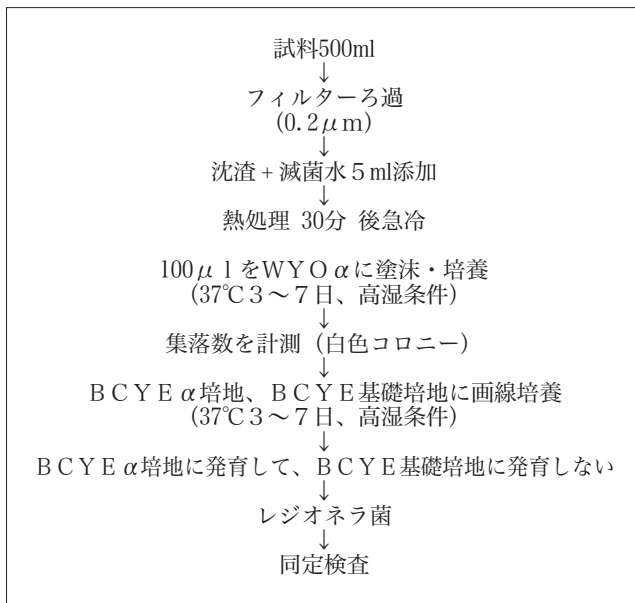 試料500ml
↓
フィルターろ過
(0.2μm)
↓
沈渣 + 滅菌水5ml添加
↓
熱処理 30分 後急冷
100μlをWYOαに塗沫・培養
(37℃3～7日、高湿条件)
↓
集落数を計測 (白色コロニー)
↓
BCYEα培地、BCYE基礎培地に画線培養
(37℃3～7日、高湿条件)
↓
BCYEα培地に発育して、BCYE基礎培地に発育しない
↓
レジオネラ菌
↓
同定検査